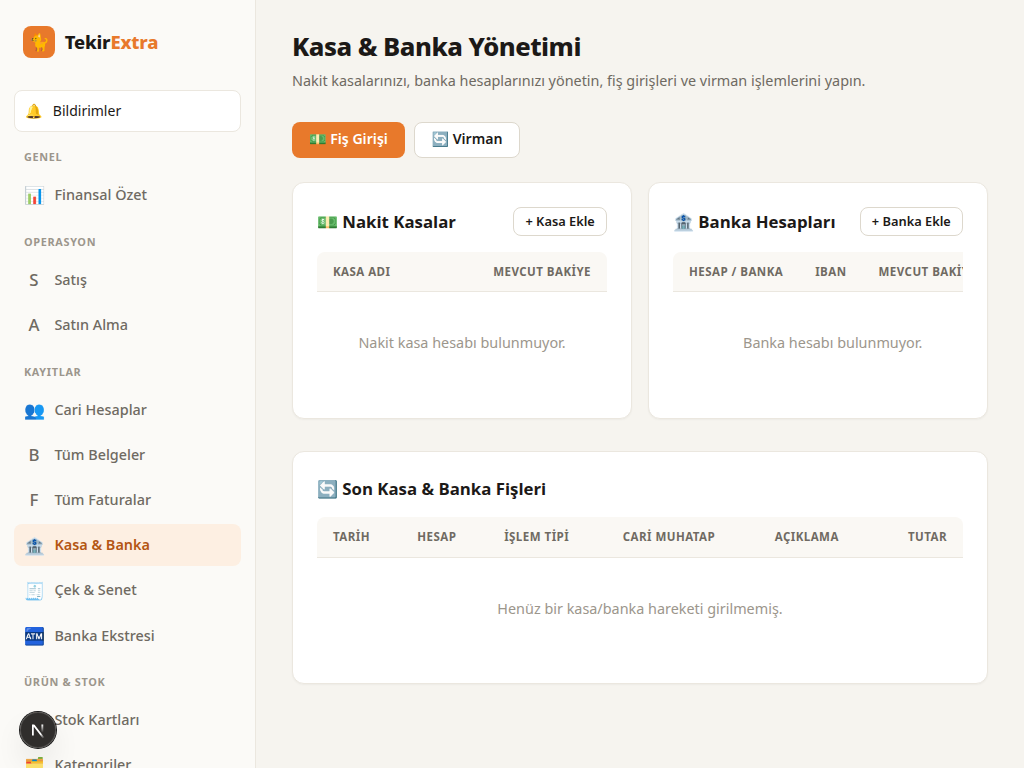 TekirExtra
Bildirimler
GENEL
Finansal Özet
OPERASYON
S Satış
A Satın Alma
KAYITLAR
Cari Hesaplar
B Tüm Belgeler
F Tüm Faturalar
Kasa & Banka
Çek & Senet
ATM Banka Ekstresi
ÜRÜN & STOK
Stok Kartları
N
Kategoriler
Kasa & Banka Yönetimi
Nakit kasalarınızı, banka hesaplarınızı yönetin, fiş girişleri ve virman işlemlerini yapın.
Fiş Girişi Virman
Nakit Kasalar + Kasa Ekle
KASA ADI MEVCUT BAKİYE
Nakit kasa hesabı bulunmuyor.
Banka Hesapları + Banka Ekle
HESAP / BANKA IBAN MEVCUT BAKİ
Banka hesabı bulunmuyor.
Son Kasa & Banka Fişleri
TARİH HESAP İŞLEM TİPİ CARİ MUHATAP AÇIKLAMA TUTAR
Henüz bir kasa/banka hareketi girilmemiş.